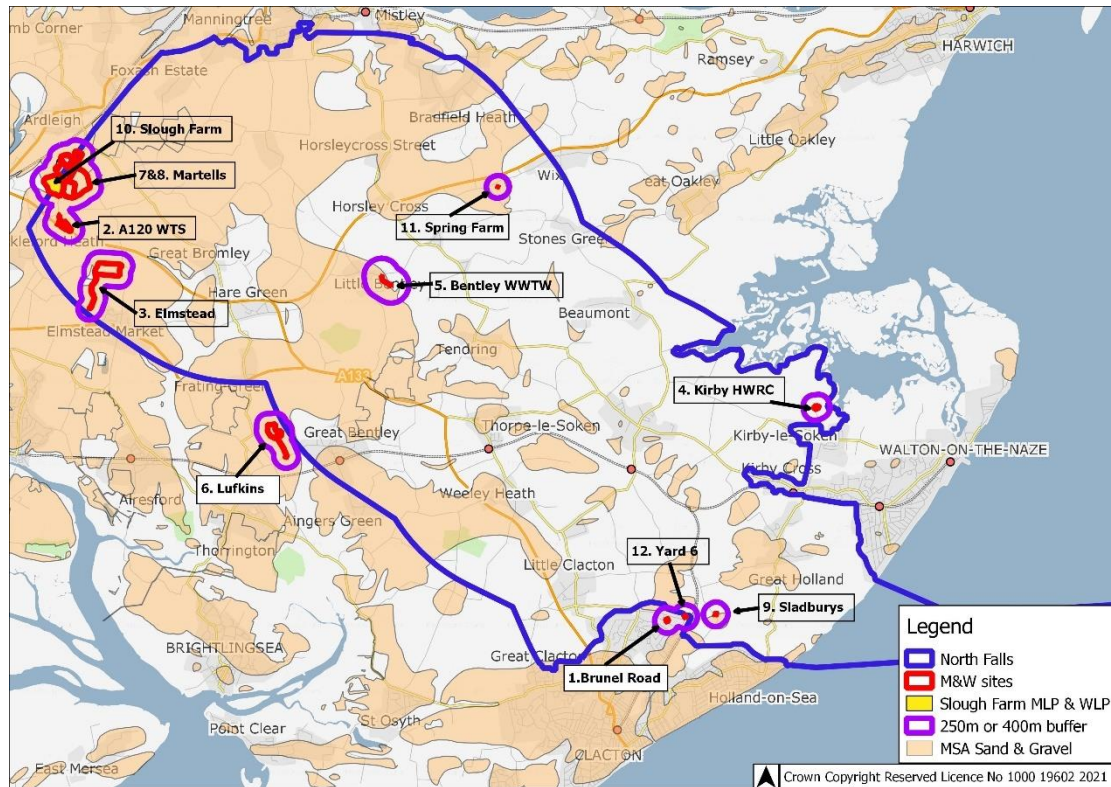 Manningtree
Mistley
mb Corner
HARWICH
Ramsey
Foxash Estate
Ardleigh
Bradfield Heath
10. Slough Farm
Little Oakley
Horsleycross Street
7&8. Martells
Wix
eat Oakley
Horsley Cross
11. Spring Farm
2. A120 WTS
Stones Green
kleford Heath
Great Bromley
Little Bentley
5. Bentley WWTW
Hare Green
3. Elmstead
Beaumont
Elmstead Market
Tendring
A133
Frating Green
4. Kirby HWRC
Great Bentley
Thorpe-le-Soken
Kirby-le-Soken
WALTON-ON-THE-NAZE
Kirby Cross
6. Lufkins
Weeley Heath
Alresford
Aingers Green
Thorrington
12. Yard 6
Little Clacton
Great Holland
9. Sladburys
BRIGHTLINGSEA
Great Clacton
1.Brunel Road
Holland-on-Sea
St Osyth
Point Clear
CLACTON
East Mersea
Legend
North Falls
M&W sites
Slough Farm MLP & WLP
250m or 400m buffer
MSA Sand & Gravel
Crown Copyright Reserved Licence No 1000 19602 2021